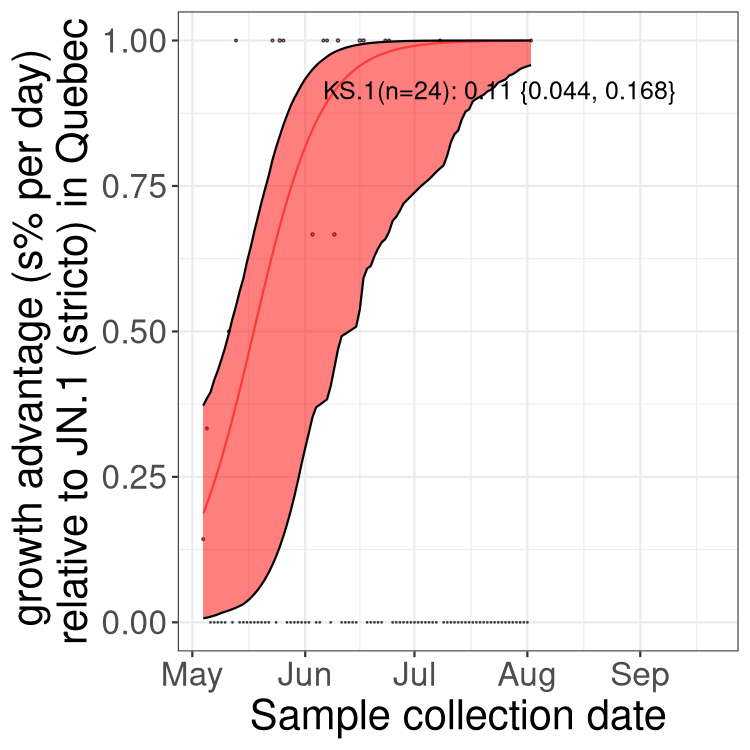 growth advantage (s% per day)
relative to JN.1 (stricto) in Quebec
1.00
0.75
0.50
0.25
0.00
KS.1(n=24): 0.11 {0.044, 0.168}
May Jun Jul Aug Sep
Sample collection date